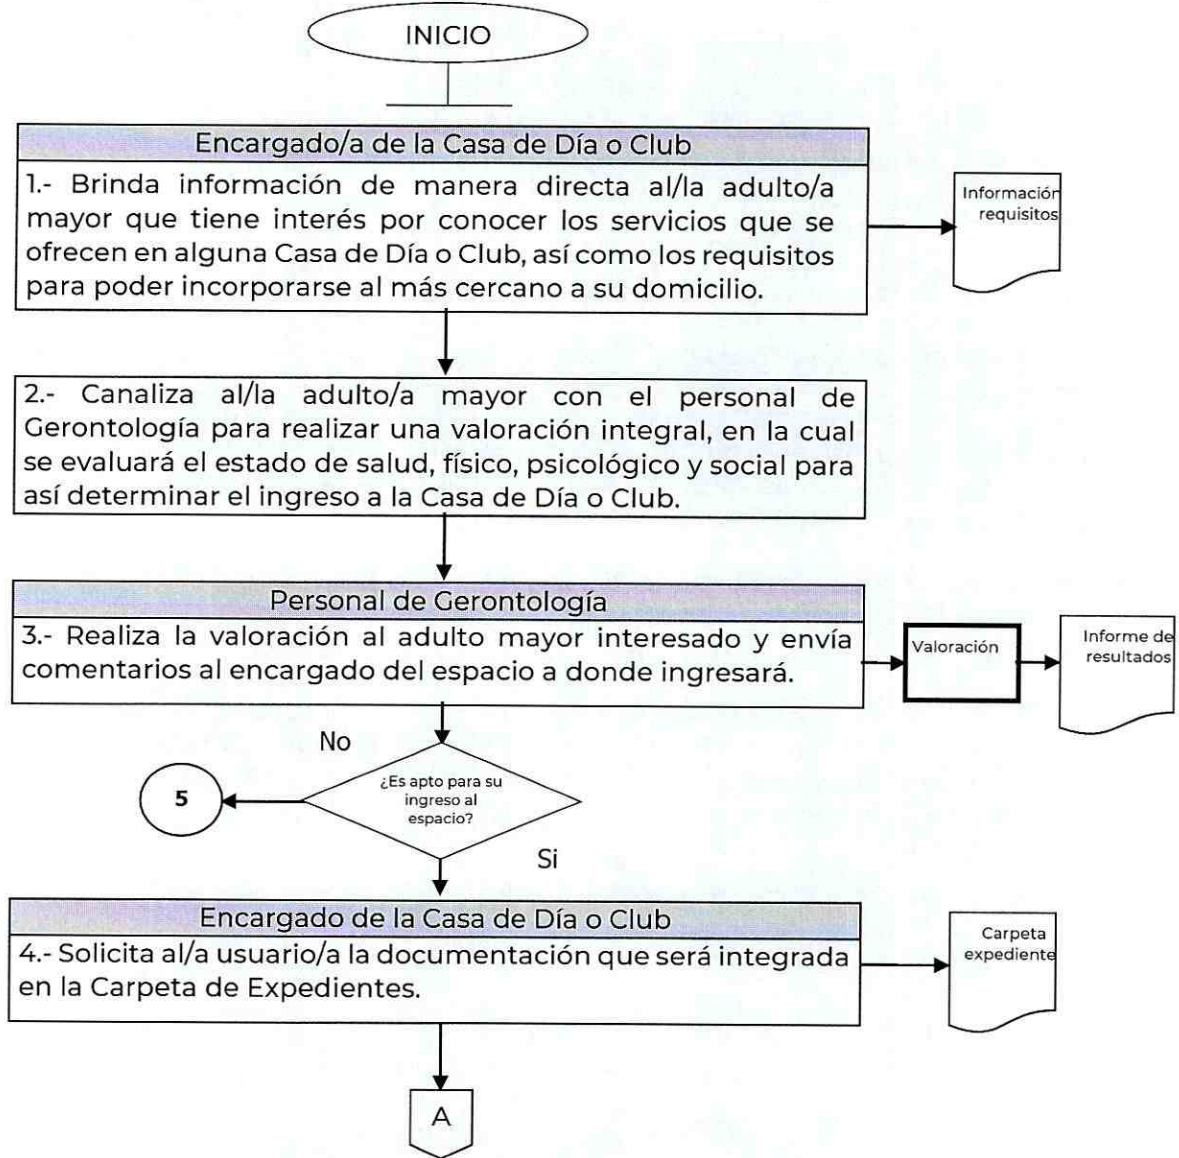 INICIO
Encargado/a de la Casa de Día o Club
1.- Brinda información de manera directa al/la adulto/a
mayor que tiene interés por conocer los servicios que se
ofrecen en alguna Casa de Día o Club, así como los requisitos
para poder incorporarse al más cercano a su domicilio.
Información
requisitos
2.- Canaliza al/la adulto/a mayor con el personal de
Gerontología para realizar una valoración integral, en la cual
se evaluará el estado de salud, físico, psicológico y social para
así determinar el ingreso a la Casa de Día o Club.
Personal de Gerontología
3.- Realiza la valoración al adulto mayor interesado y envía
comentarios al encargado del espacio a donde ingresará.
Valoración
Informe de
resultados
No
¿Es apto para su
ingreso al
espacio?
5
Si
Encargado de la Casa de Día o Club
4.- Solicita al/a usuario/a la documentación que será integrada
en la Carpeta de Expedientes.
Carpeta
expediente
A